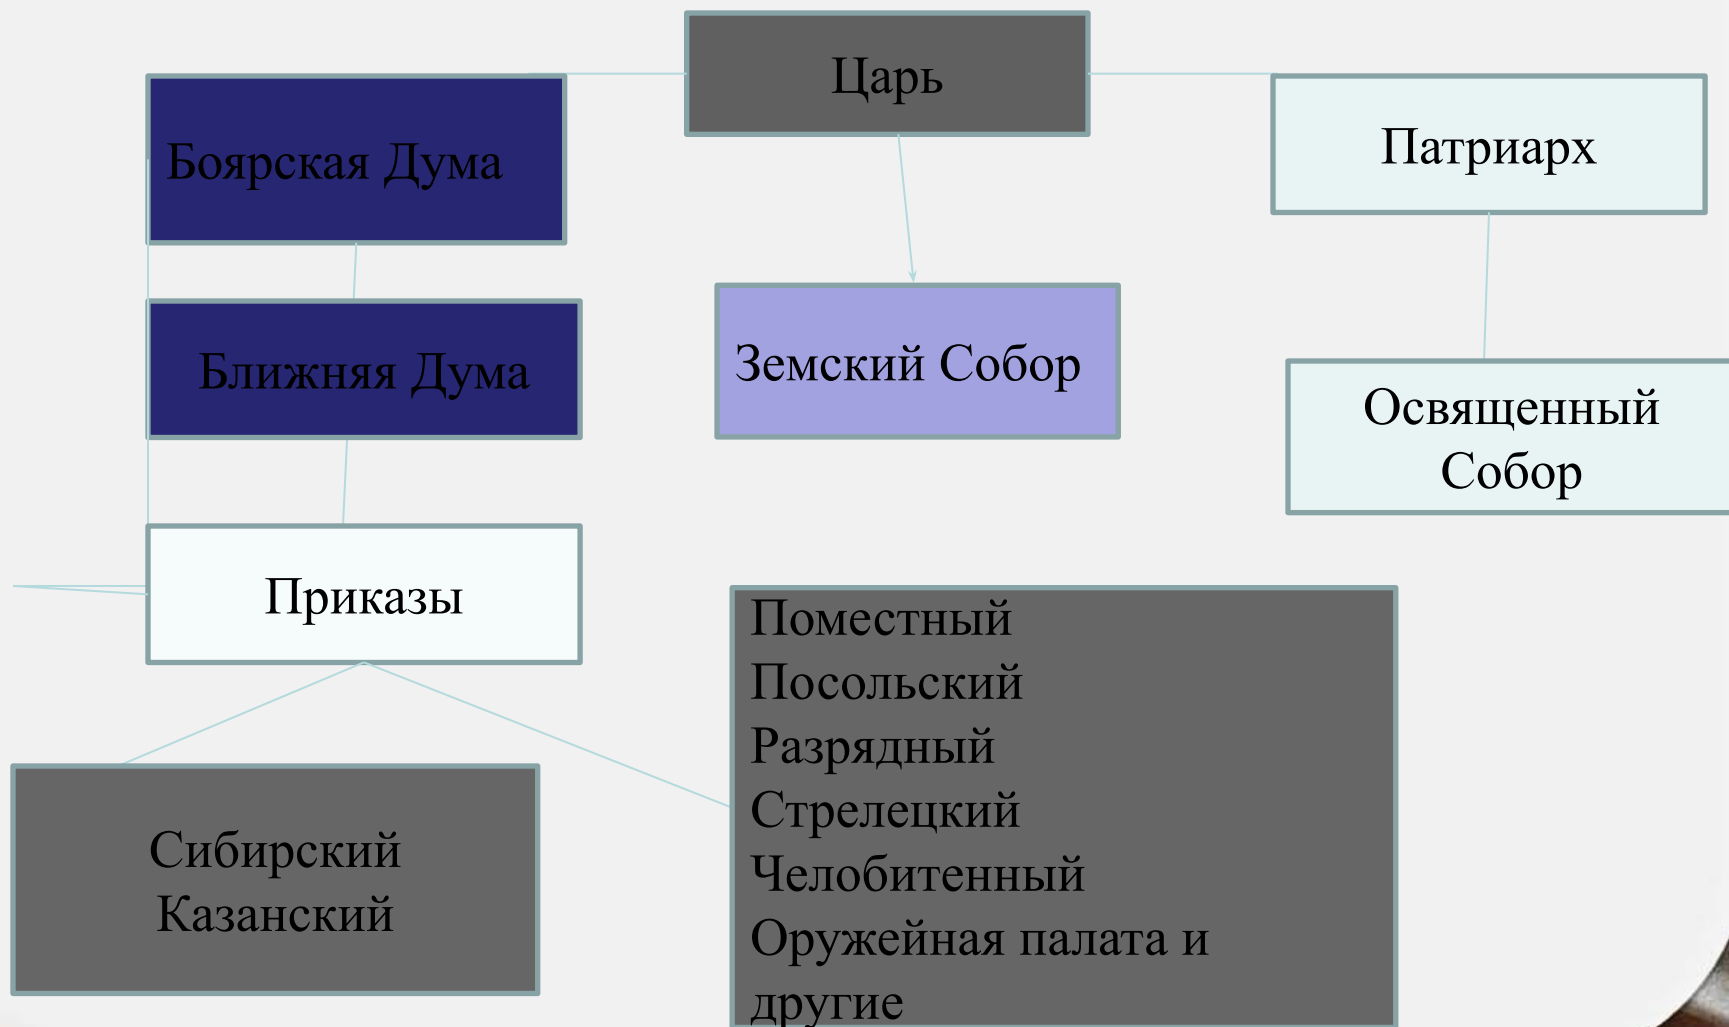 Царь
Боярская Дума
Патриарх
Ближняя Дума
Земский Собор
Освященный
Собор
Приказы
Поместный
Посольский
Разрядный
Стрелецкий
Челобитенный
Оружейная палата и
другие
Сибирский
Казанский